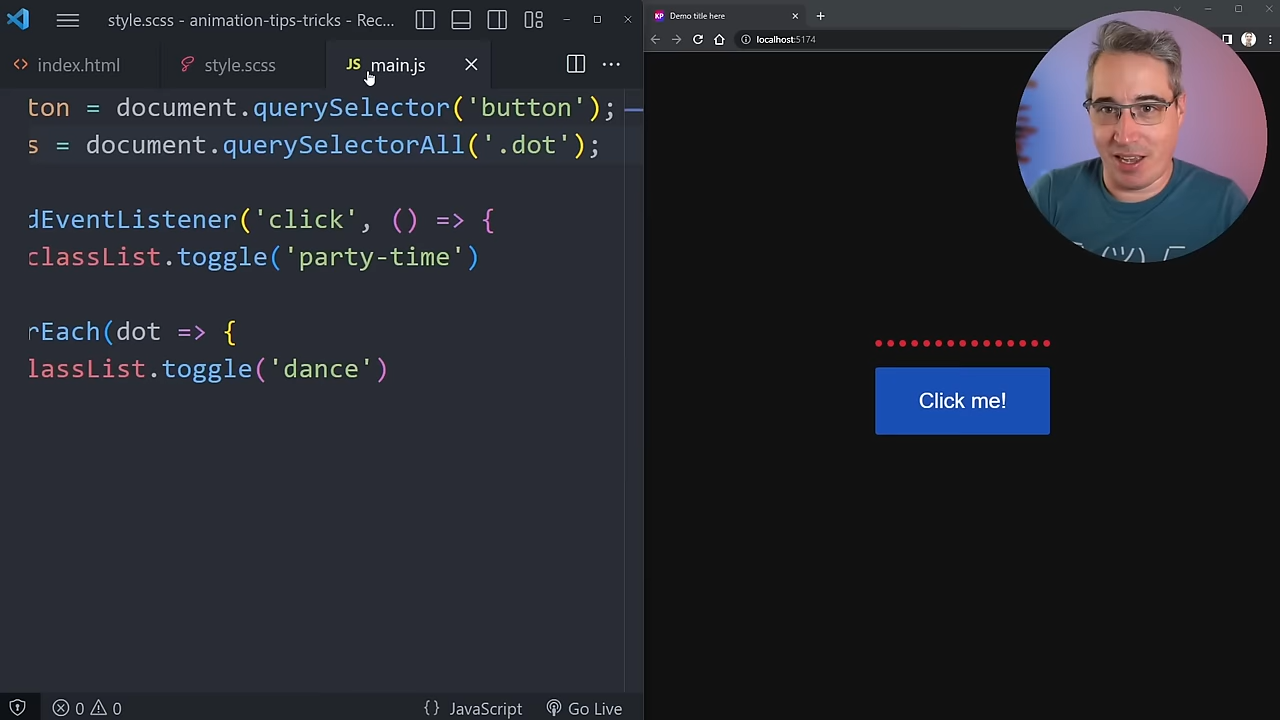 style.scss - animation-tips-tricks - Rec...
index.html
style.scss
JS main.js
ton = document.querySelector('button');
s = document.querySelectorAll('.dot');
dEventListener('click', () => {
classList.toggle('party-time')
rEach(dot => {
lassList.toggle('dance')
0 0
{ } JavaScript
Go Live
KP Demo title here
localhost:5174
Click me!